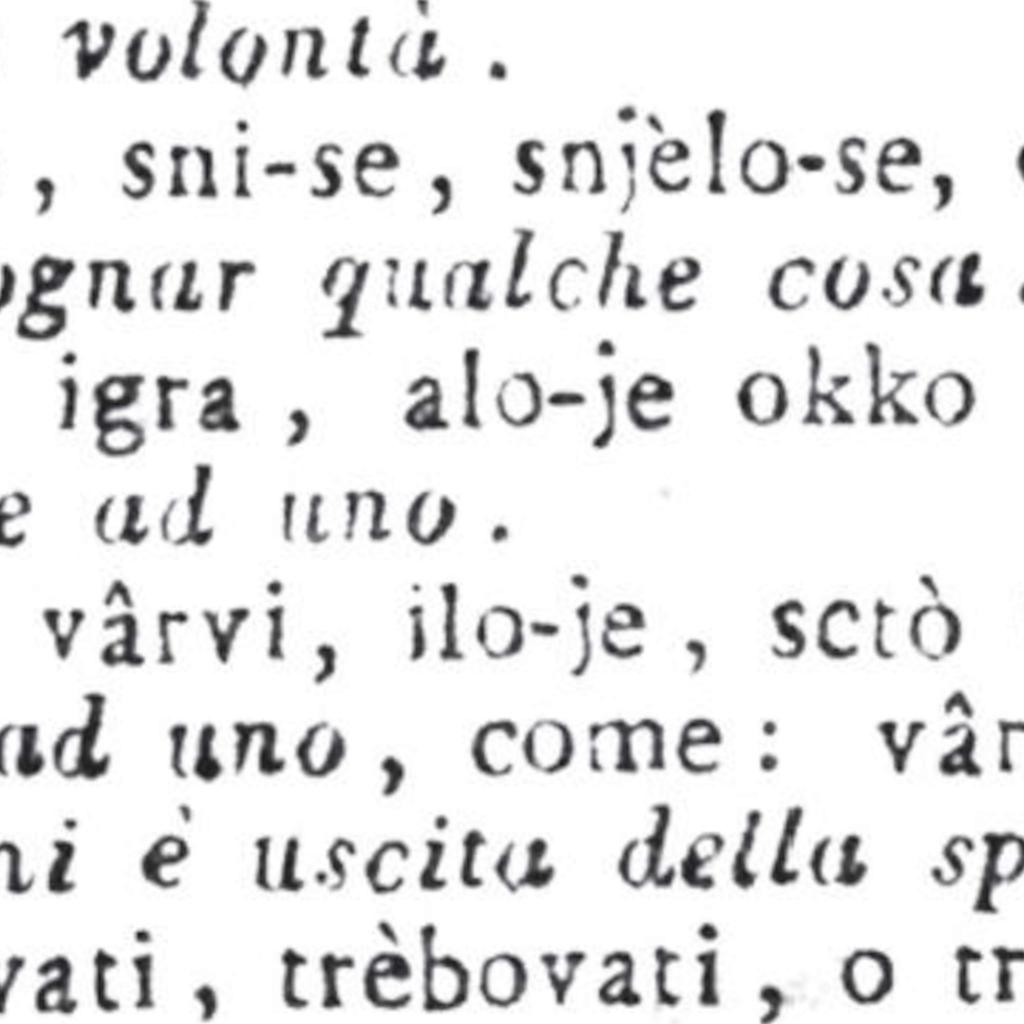 volontà.
, sni-se, snjèlo-se,
ognar qualche cosa.
igra, alo-je okko
e ad uno.
vârvi, ilo-je, sctò
ad uno, come: vâr
ni è uscita della sp
vati, trèbovati, o tr